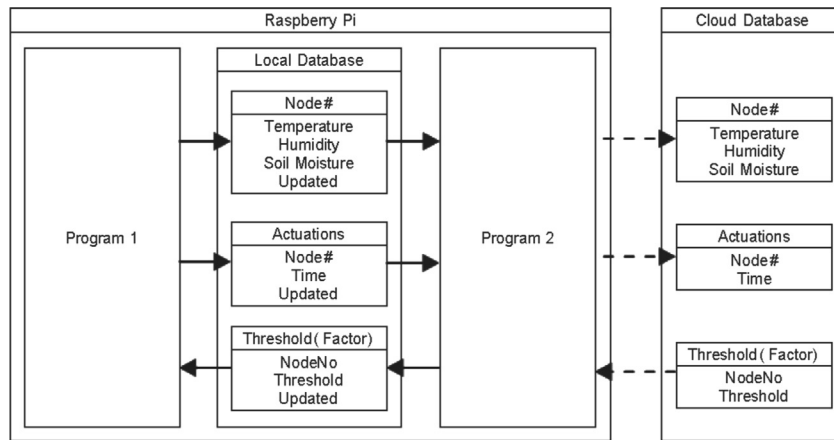 Raspberry Pi
Cloud Database
Local Database
Program 1
Node#
Temperature
Humidity
Soil Moisture
Updated
Actuations
Node#
Time
Updated
Threshold( Factor)
NodeNo
Threshold
Updated
Program 2
Node#
Temperature
Humidity
Soil Moisture
Actuations
Node#
Time
Threshold( Factor)
NodeNo
Threshold